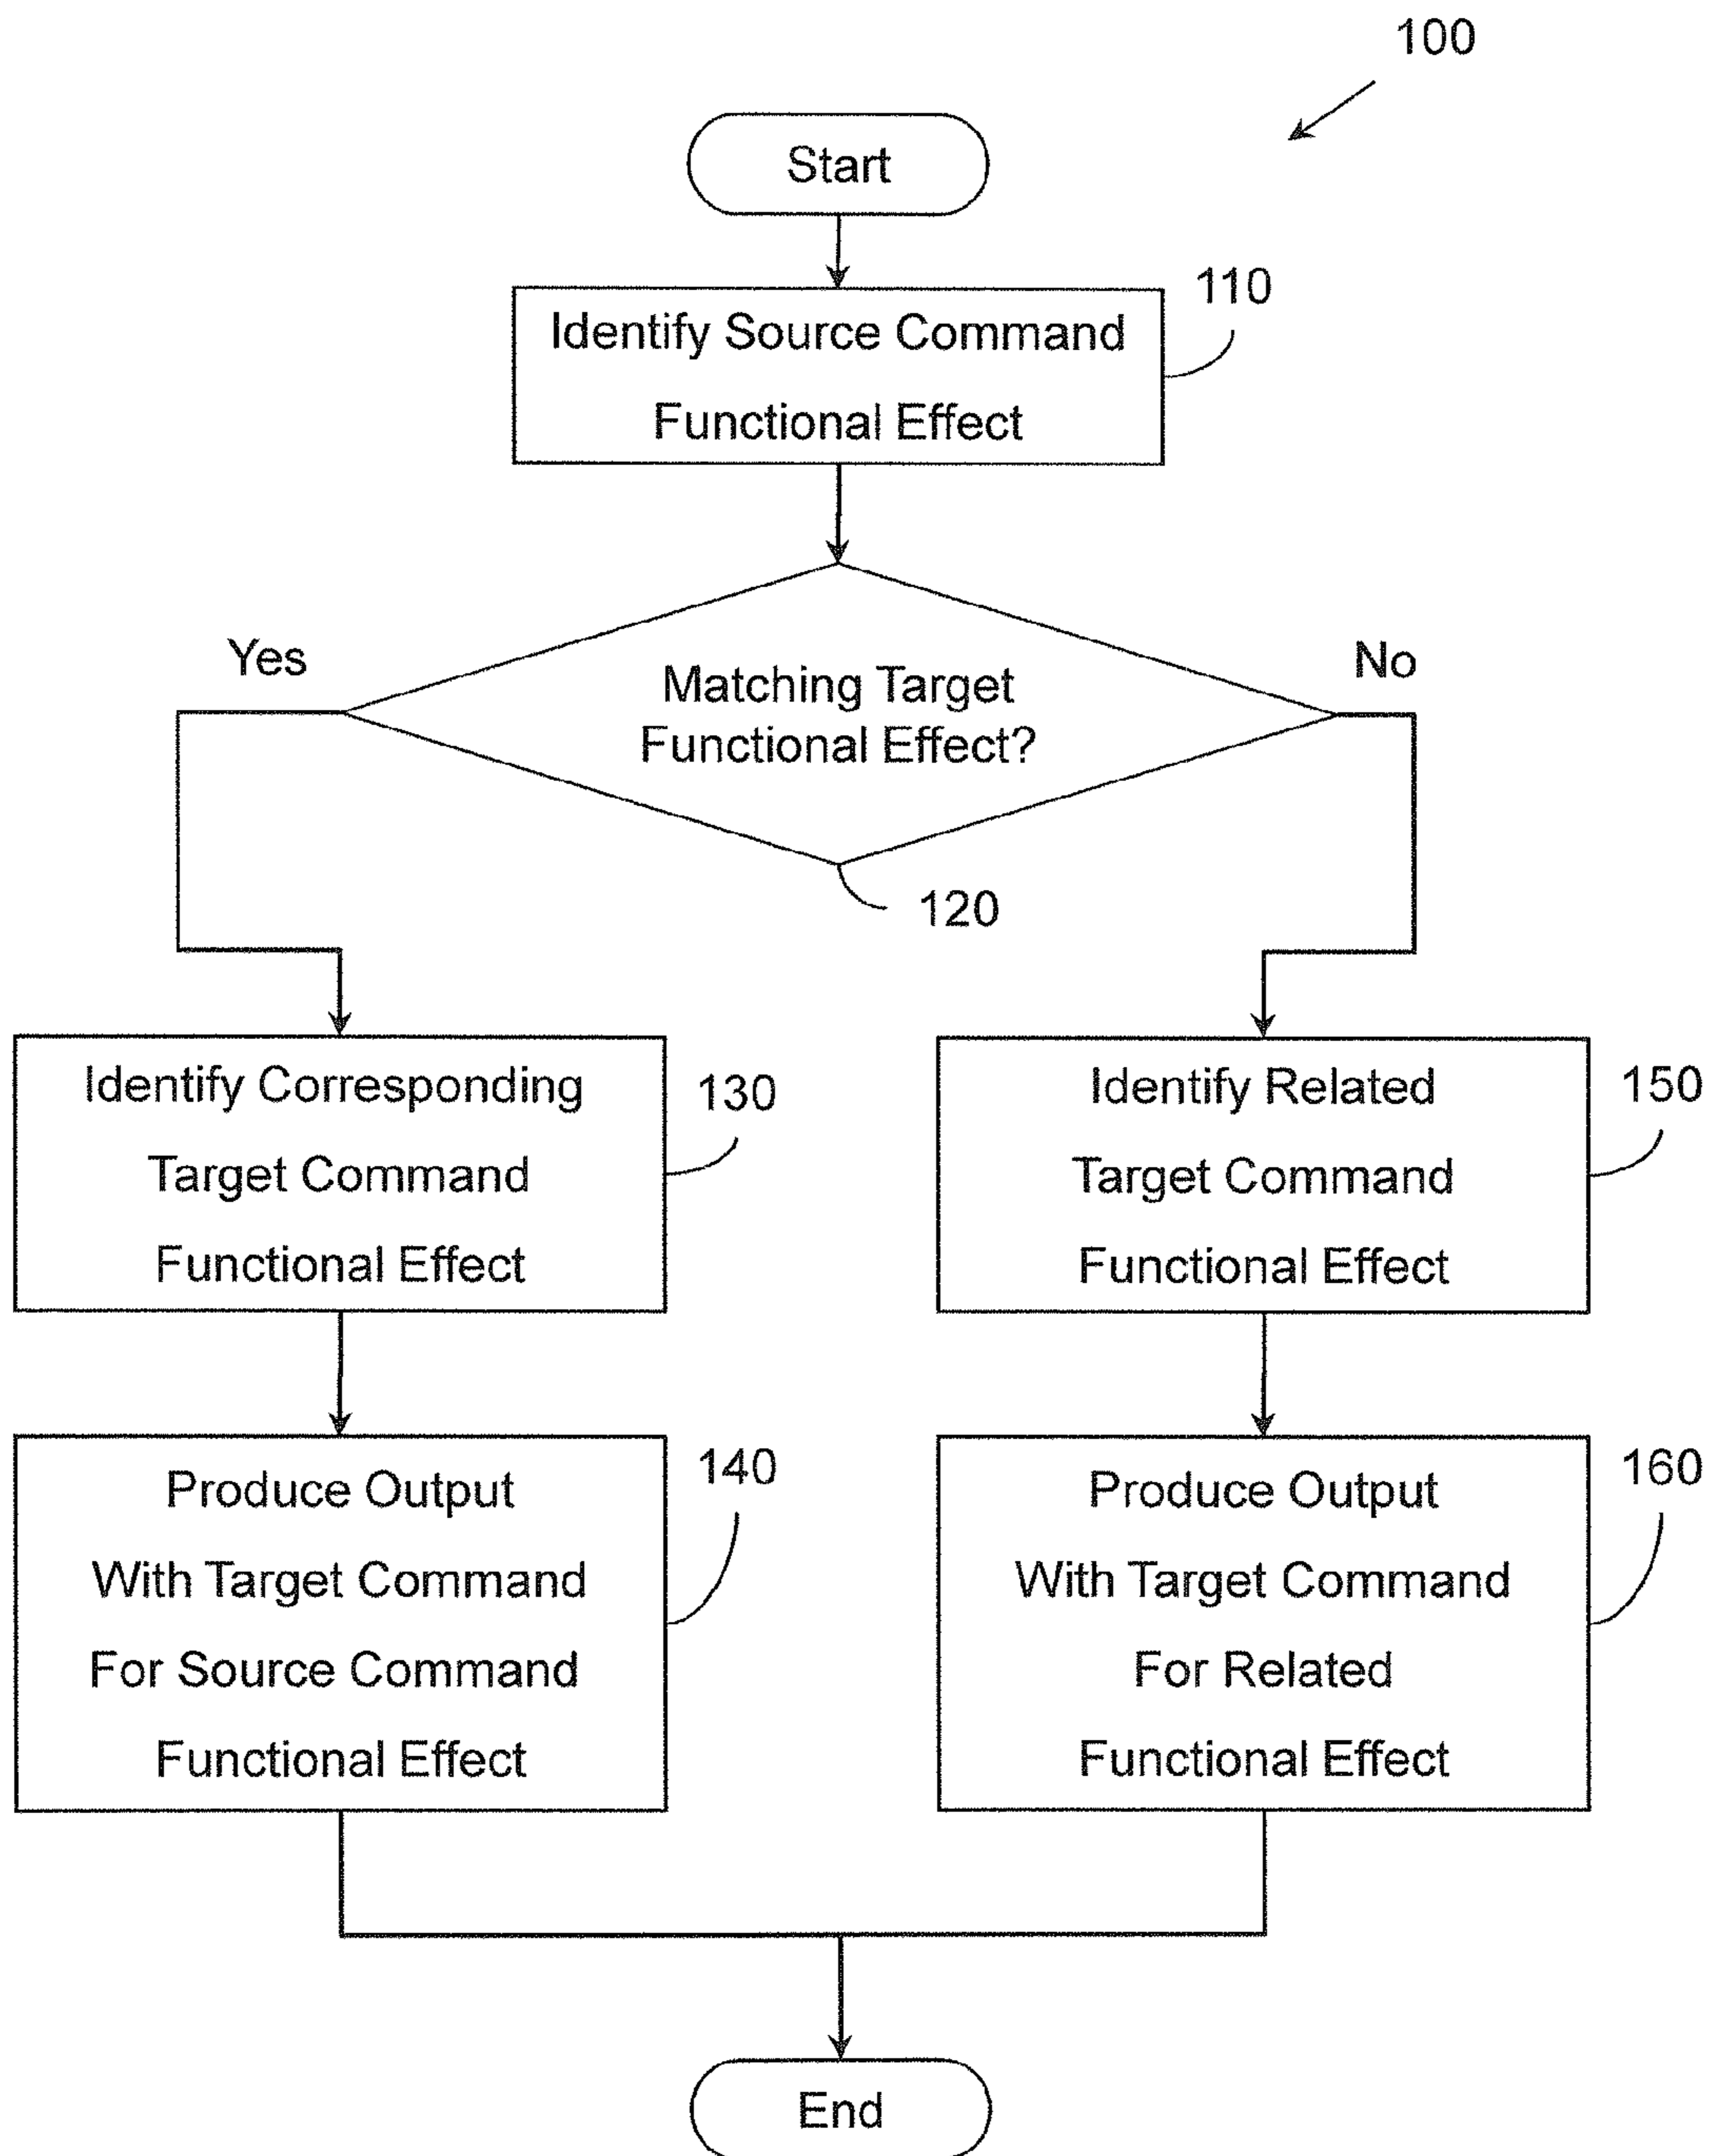 100
Start
110
Identify Source Command
Functional Effect
Yes
No
Matching Target
Functional Effect?
120
Identify Corresponding
Target Command
Functional Effect
130
Identify Related
Target Command
Functional Effect
150
Produce Output
With Target Command
For Source Command
Functional Effect
140
Produce Output
With Target Command
For Related
Functional Effect
160
End